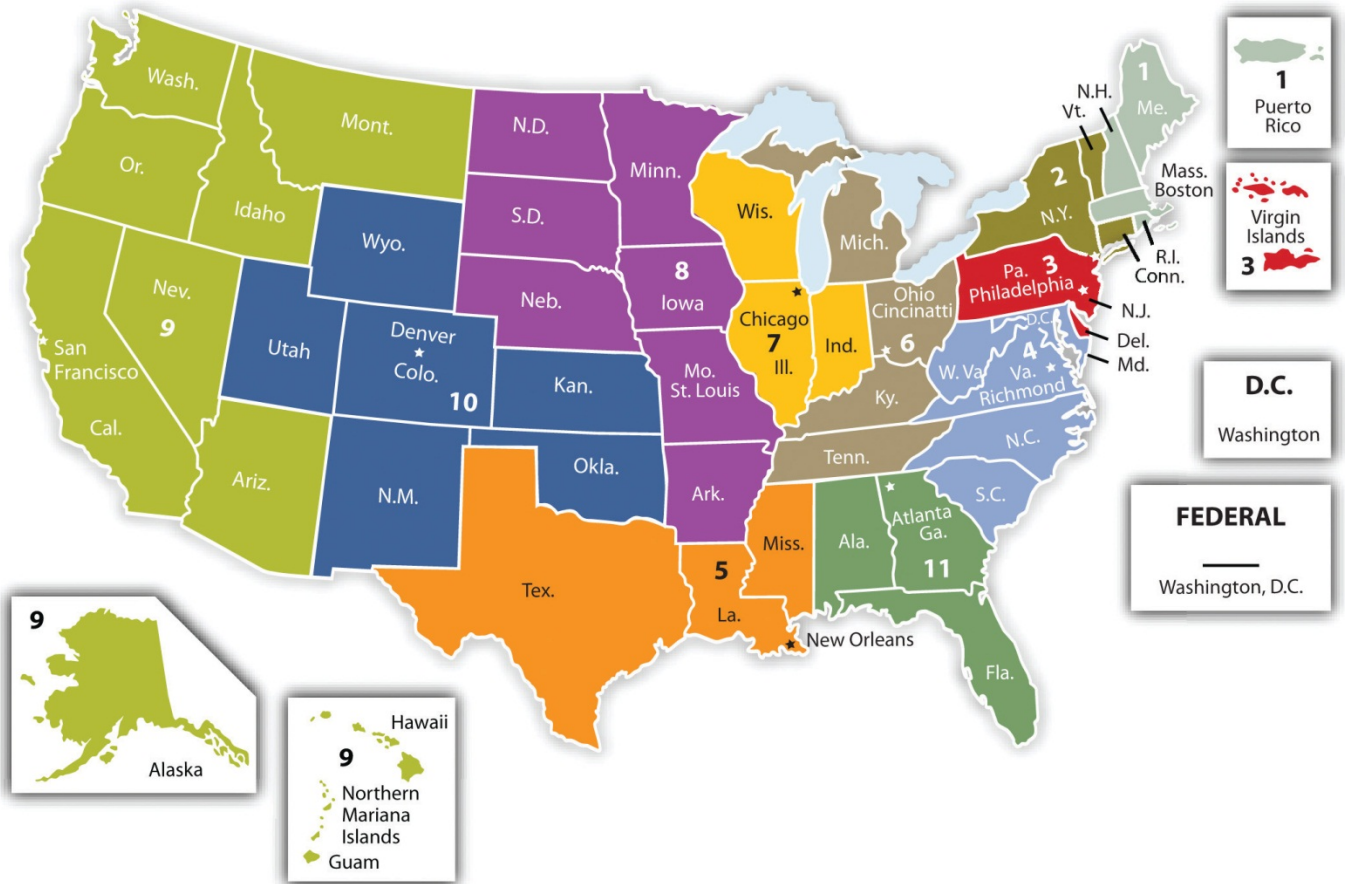 Wash.
Or.
Idaho
Mont.
Nev.
9
San
Francisco
Cal.
Ariz.
Wyo.
Utah
Denver
Colo.
10
Kan.
N.M.
Okla.
N.D.
S.D.
Neb.
Minn.
8
Iowa
Mo.
St. Louis
Ark.
Tex.
5
La.
Miss.
New Orleans
Wis.
Chicago
7
Ill.
Ind.
Mich.
Ohio
Cincinatti
6
Ky.
Tenn.
Ala.
Atlanta
Ga.
11
Fla.
W. Va.
D.C.
4
Va.
Richmond
N.C.
S.C.
Pa.
3
Philadelphia
2
N.Y.
1
Me.
N.H.
Vt.
Mass.
Boston
R.I.
Conn.
N.J.
Del.
Md.
1
Puerto
Rico
Virgin
Islands
3
D.C.
Washington
FEDERAL
Washington, D.C.
9
Alaska
Hawaii
9
Northern
Mariana
Islands
Guam